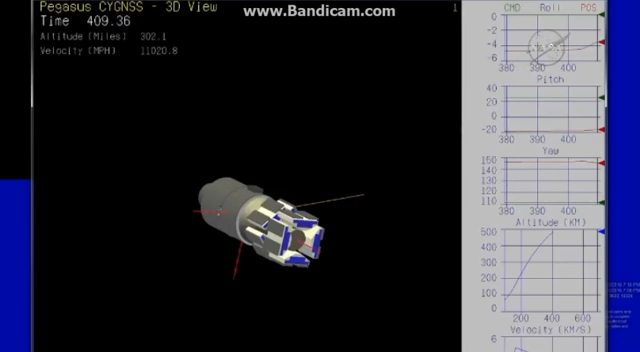 Pegasus CYGNSS - 3D View
www.Bandicam.com
1
Time 409.36
Altitude (Miles) 302.1
Velocity (MPH) 11020.8
CMD Roll POS
0
-2
-4
-6
380 390 400
Pitch
40
20
0
-20
380 390 400
Yaw
150
140
130
120
110
380 390 400
Altitude (KM)
500
400
300
200
100
0
200 400 600
Velocity (KM/S)
6